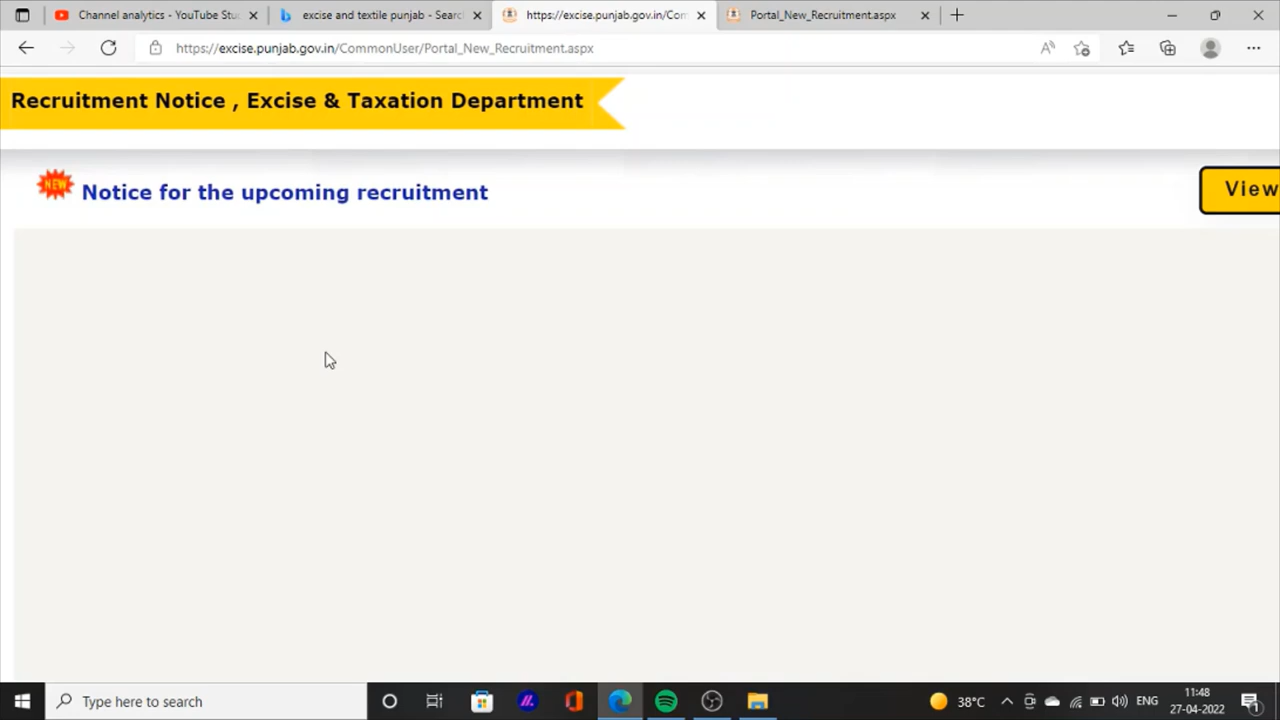 Channel analytics - YouTube Stu
excise and textile punjab - Searc
https://excise.punjab.gov.in/Com
Portal_New_Recruitment.aspx
https://excise.punjab.gov.in/CommonUser/Portal_New_Recruitment.aspx
Recruitment Notice , Excise & Taxation Department
NEW
Notice for the upcoming recruitment
View
Type here to search
38°C
ENG
11:48
27-04-2022
1